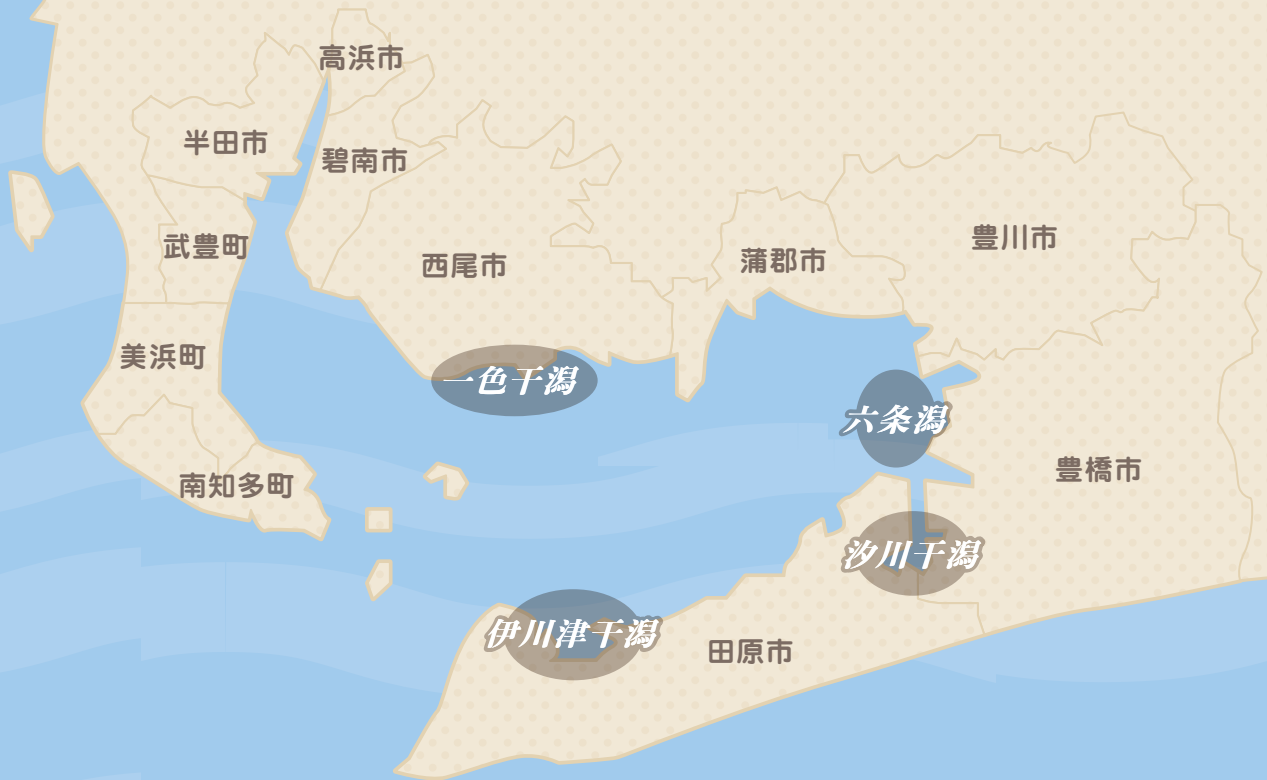 高浜市
半田市
碧南市
武豊町
西尾市
蒲郡市
豊川市
美浜町
一色干潟
六条潟
豊橋市
南知多町
汐川干潟
伊川津干潟
田原市